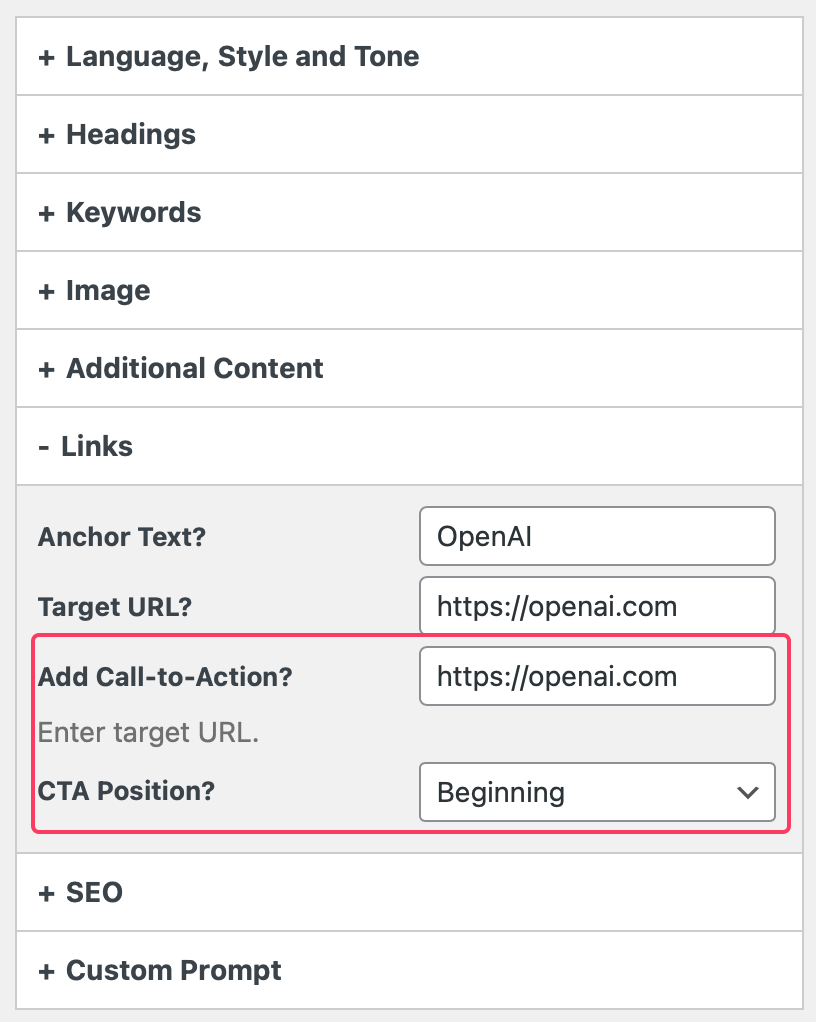 + Language, Style and Tone
+ Headings
+ Keywords
+ Image
+ Additional Content
- Links
Anchor Text? OpenAI
Target URL? https://openai.com
Add Call-to-Action? https://openai.com
Enter target URL.
CTA Position? Beginning
+ SEO
+ Custom Prompt